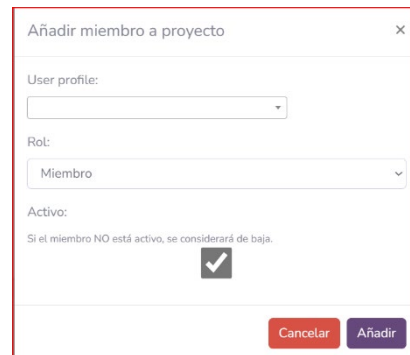 Añadir miembro a proyecto ×
User profile:
Rol:
Miembro
Activo:
Si el miembro NO está activo, se considerará de baja.
Cancelar Añadir